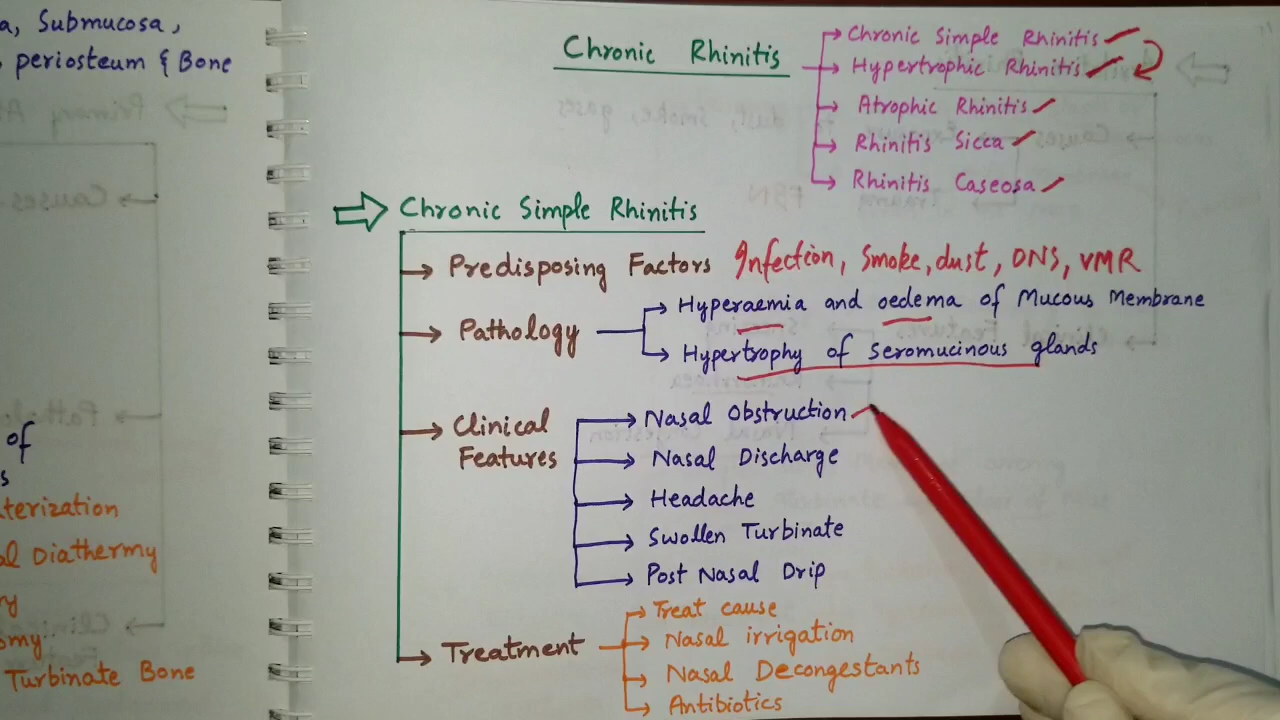 a, Submucosa,
periosteum & Bone
of
s
terization
al Diathermy
ry
omy
Turbinate Bone
Chronic Rhinitis
Chronic Simple Rhinitis
Hypertrophic Rhinitis
Atrophic Rhinitis
Rhinitis Sicca
Rhinitis Caseosa
Chronic Simple Rhinitis
Predisposing Factors Infection, Smoke, dust, DNS, VMR
Pathology
Hyperaemia and oedema of Mucous Membrane
Hypertrophy of seromucinous glands
Clinical
Features
Nasal Obstruction
Nasal Discharge
Headache
Swollen Turbinate
Post Nasal Drip
Treatment
Treat cause
Nasal irrigation
Nasal Decongestants
Antibiotics